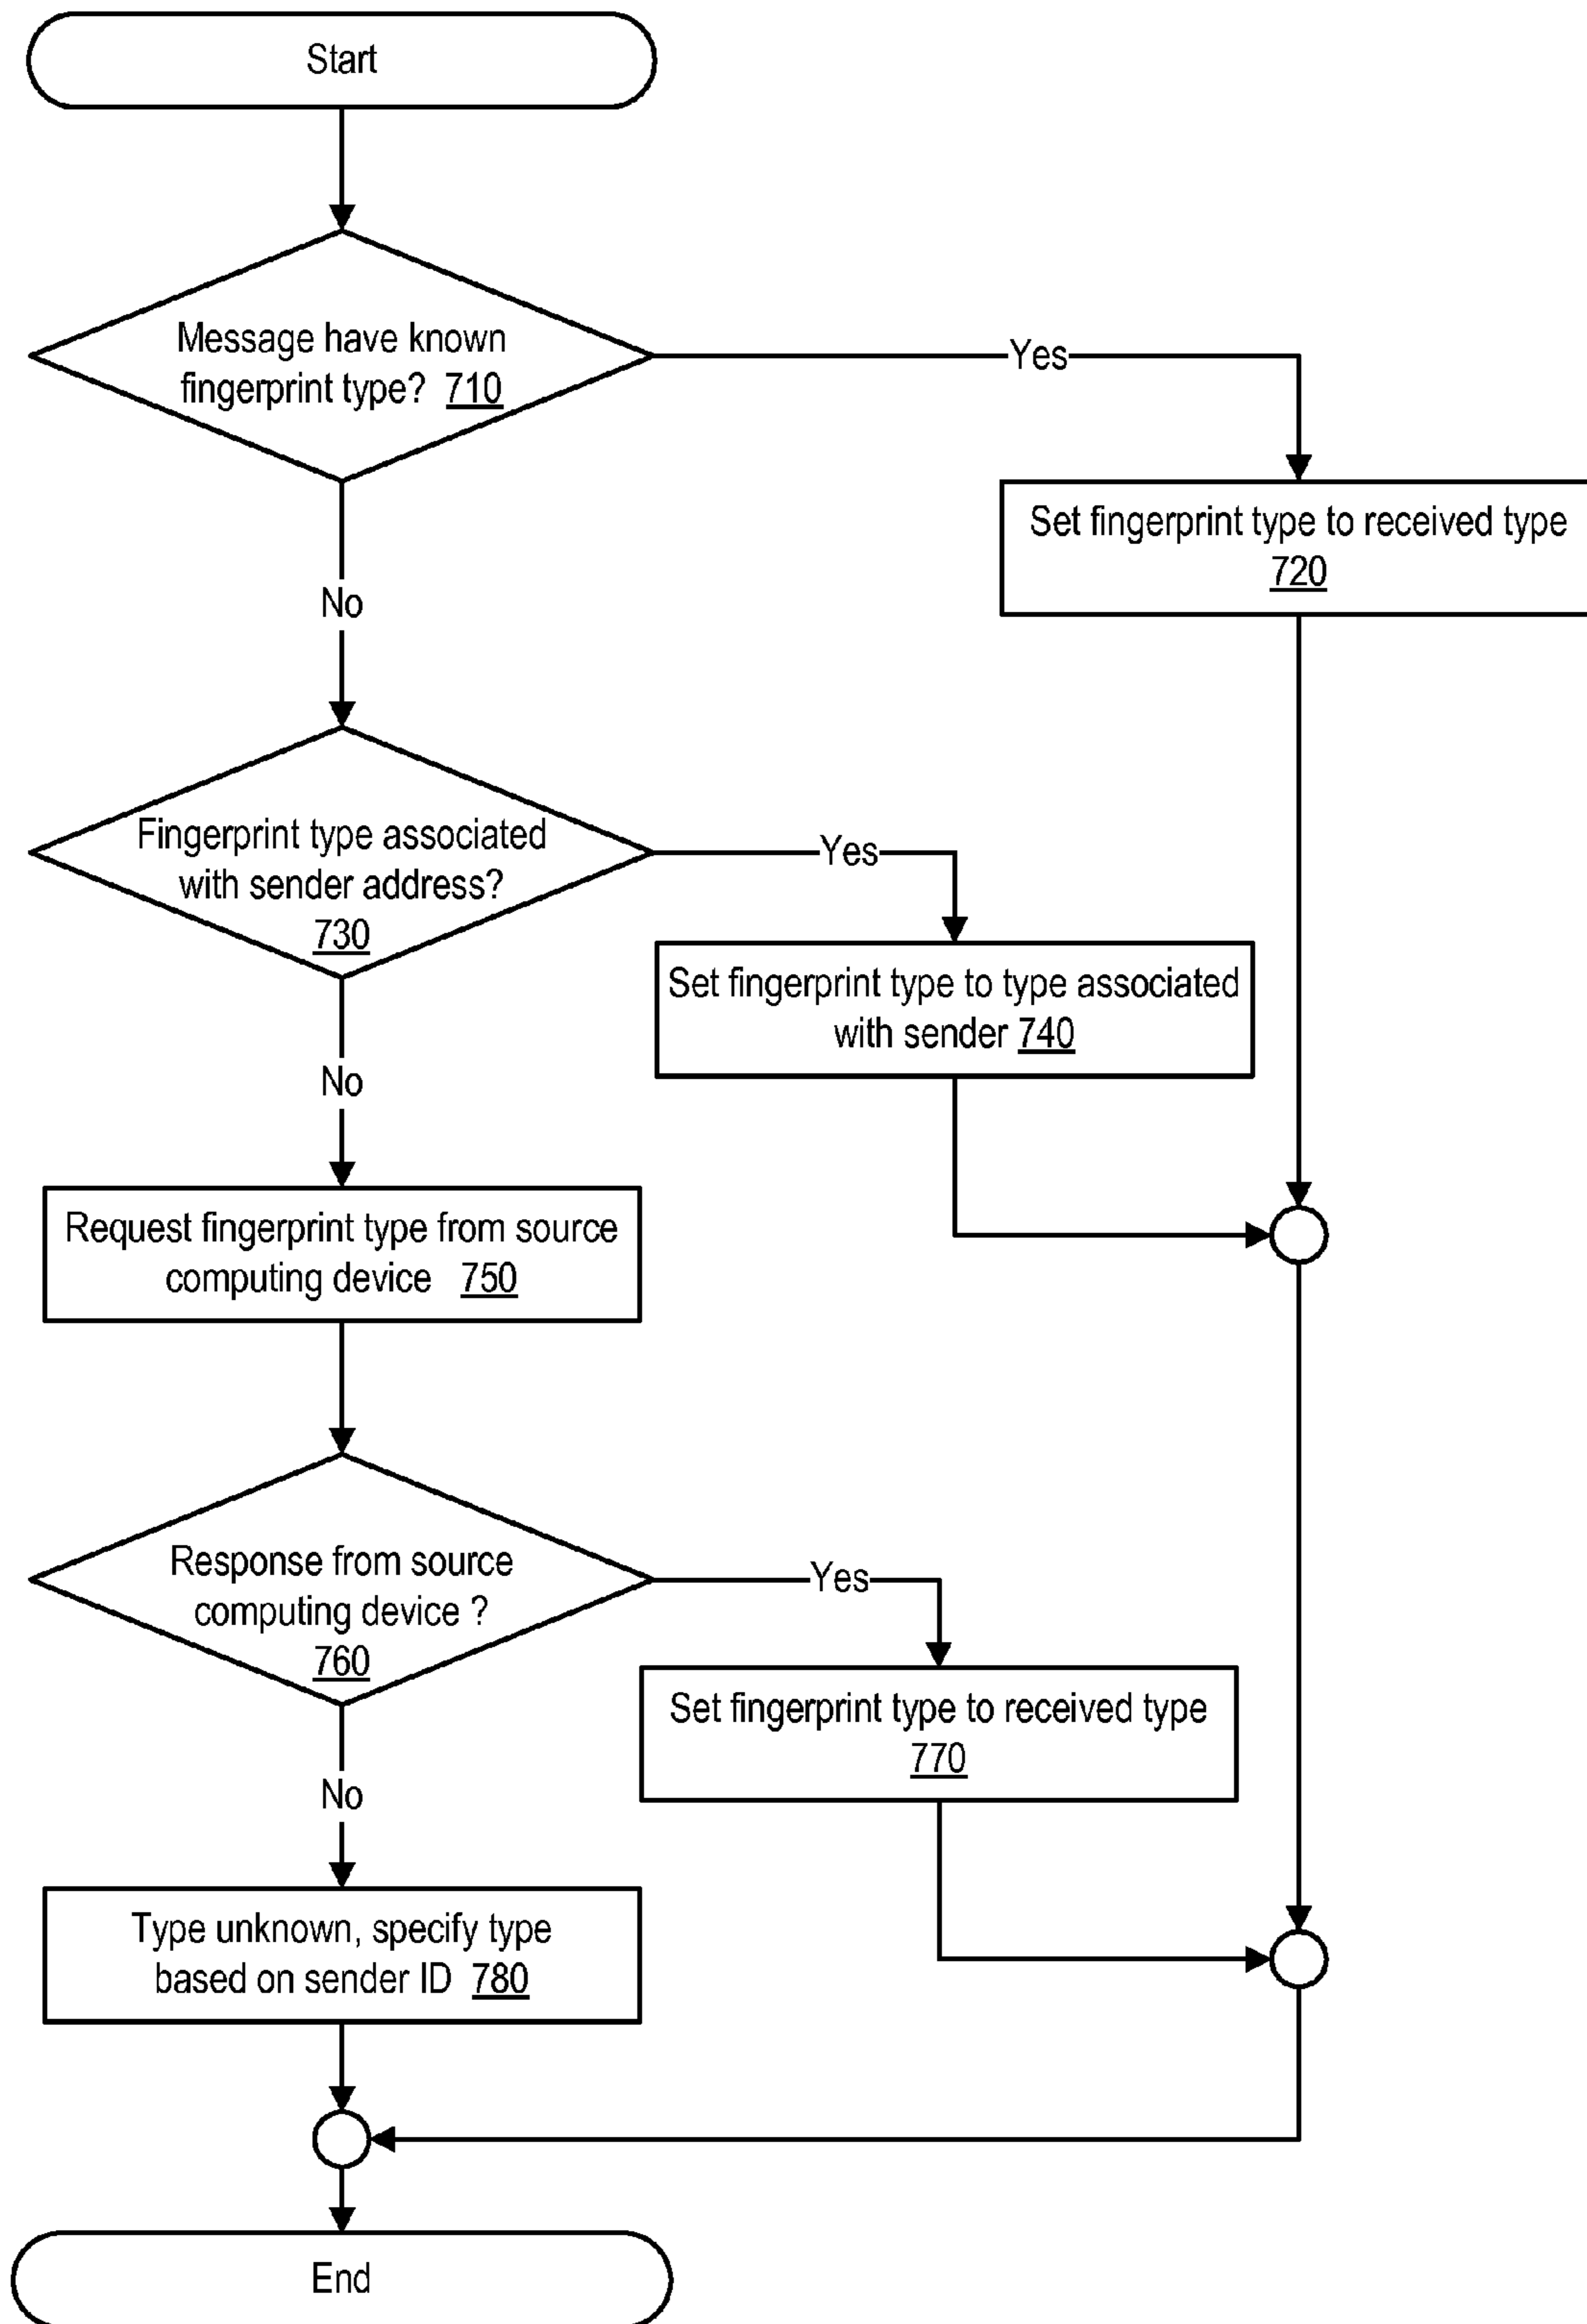 Start
Message have known
fingerprint type? 710
Yes
Set fingerprint type to received type
720
No
Fingerprint type associated
with sender address?
730
Yes
Set fingerprint type to type associated
with sender 740
No
Request fingerprint type from source
computing device 750
Response from source
computing device ?
760
Yes
Set fingerprint type to received type
770
No
Type unknown, specify type
based on sender ID 780
End